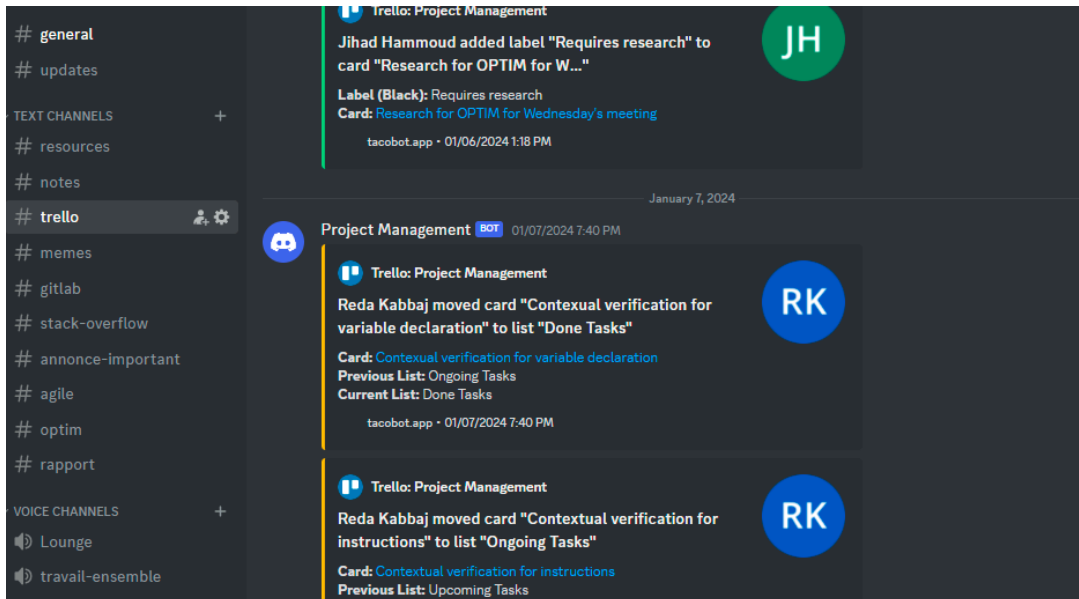 # general
# updates
TEXT CHANNELS +
# resources
# notes
# trello
# memes
# gitlab
# stack-overflow
# annonce-important
# agile
# optim
# rapport
VOICE CHANNELS +
Lounge
travail-ensemble
Trello: Project Management
JH
Jihad Hammoud added label "Requires research" to
card "Research for OPTIM for W..."
Label (Black): Requires research
Card: Research for OPTIM for Wednesday's meeting
tacobot.app • 01/06/2024 1:18 PM
January 7, 2024
Project Management BOT 01/07/2024 7:40 PM
Trello: Project Management
RK
Reda Kabbaj moved card "Contexual verification for
variable declaration" to list "Done Tasks"
Card: Contexual verification for variable declaration
Previous List: Ongoing Tasks
Current List: Done Tasks
tacobot.app • 01/07/2024 7:40 PM
Trello: Project Management
RK
Reda Kabbaj moved card "Contextual verification for
instructions" to list "Ongoing Tasks"
Card: Contextual verification for instructions
Previous List: Upcoming Tasks